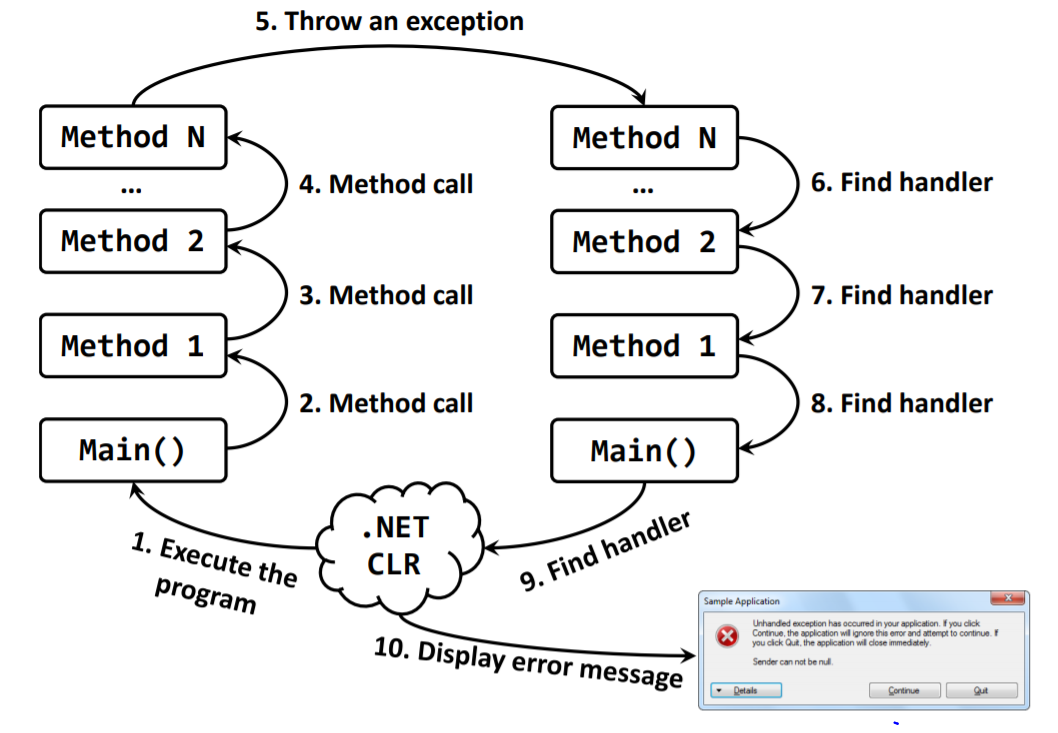 5. Throw an exception
Method N
...
4. Method call
Method 2
3. Method call
Method 1
2. Method call
Main()
1. Execute the
program
.NET
CLR
Method N
...
6. Find handler
Method 2
7. Find handler
Method 1
8. Find handler
Main()
9. Find handler
10. Display error message
Sample Application
Unhandled exception has occurred in your application. If you click
Continue, the application will ignore this error and attempt to continue. If
you click Quit, the application will close immediately.
Sender can not be null.
Details
Continue
Quit